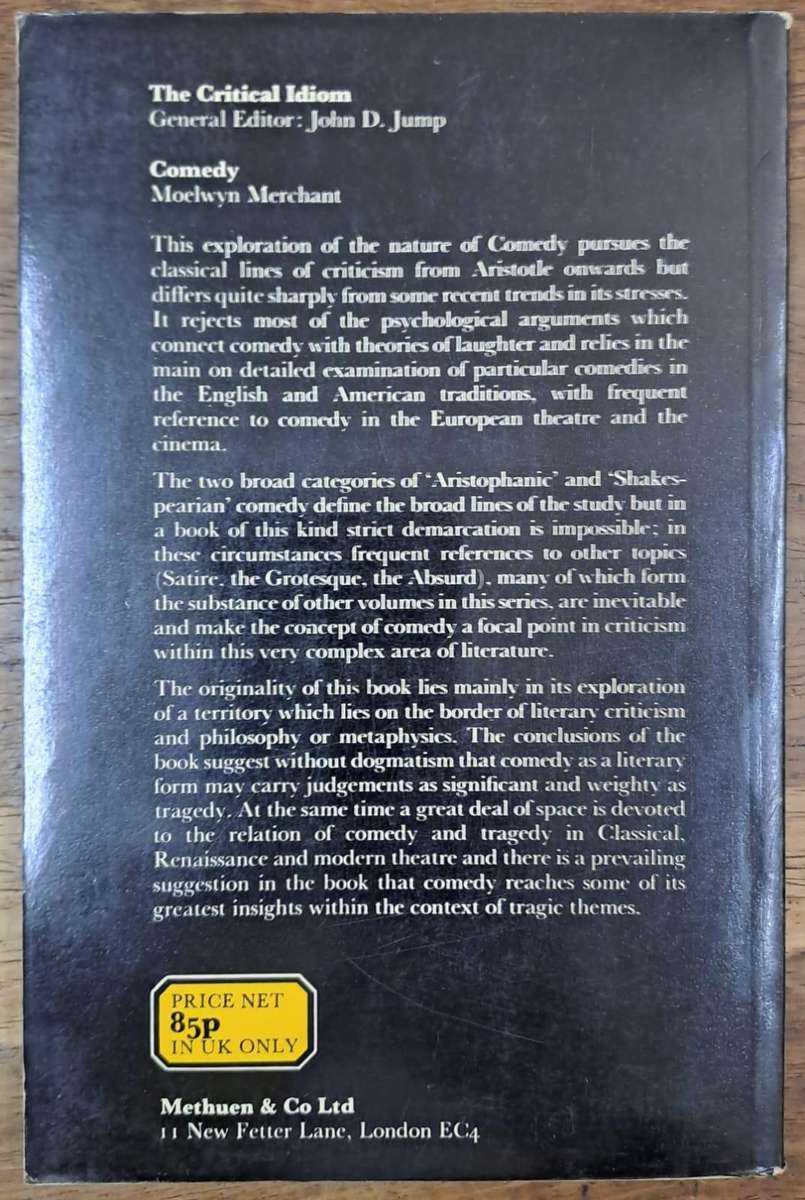 The Critical Idiom
General Editor: John D. Jump
Comedy
Moelwyn Merchant
This exploration of the nature of Comedy pursues the
classical lines of criticism from Aristotle onwards but
differs quite sharply from some recent trends in its stresses.
It rejects most of the psychological arguments which
connect comedy with theories of laughter and relies in the
main on detailed examination of particular comedies in
the English and American traditions, with frequent
reference to comedy in the European theatre and the
cinema.
The two broad categories of 'Aristophanic' and 'Shakes-
pearian' comedy define the broad lines of the study but in
a book of this kind strict demarcation is impossible; in
these circumstances frequent references to other topics
(Satire, the Grotesque, the Absurd), many of which form
the substance of other volumes in this series, are inevitable
and make the concept of comedy a focal point in criticism
within this very complex area of literature.
The originality of this book lies mainly in its exploration
of a territory which lies on the border of literary criticism
and philosophy or metaphysics. The conclusions of the
book suggest without dogmatism that comedy as a literary
form may carry judgements as significant and weighty as
tragedy. At the same time a great deal of space is devoted
to the relation of comedy and tragedy in Classical,
Renaissance and modern theatre and there is a prevailing
suggestion in the book that comedy reaches some of its
greatest insights within the context of tragic themes.
PRICE NET
85p
IN UK ONLY
Methuen & Co Ltd
11 New Fetter Lane, London EC4